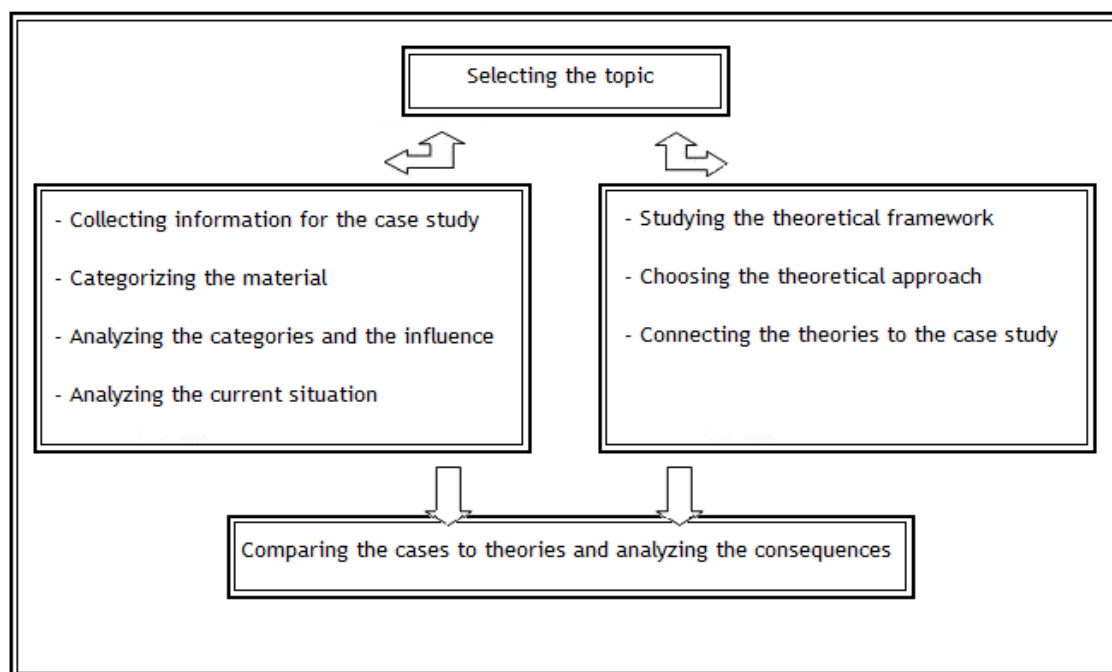 Selecting the topic
- Collecting information for the case study
- Categorizing the material
- Analyzing the categories and the influence
- Analyzing the current situation
- Studying the theoretical framework
- Choosing the theoretical approach
- Connecting the theories to the case study
Comparing the cases to theories and analyzing the consequences